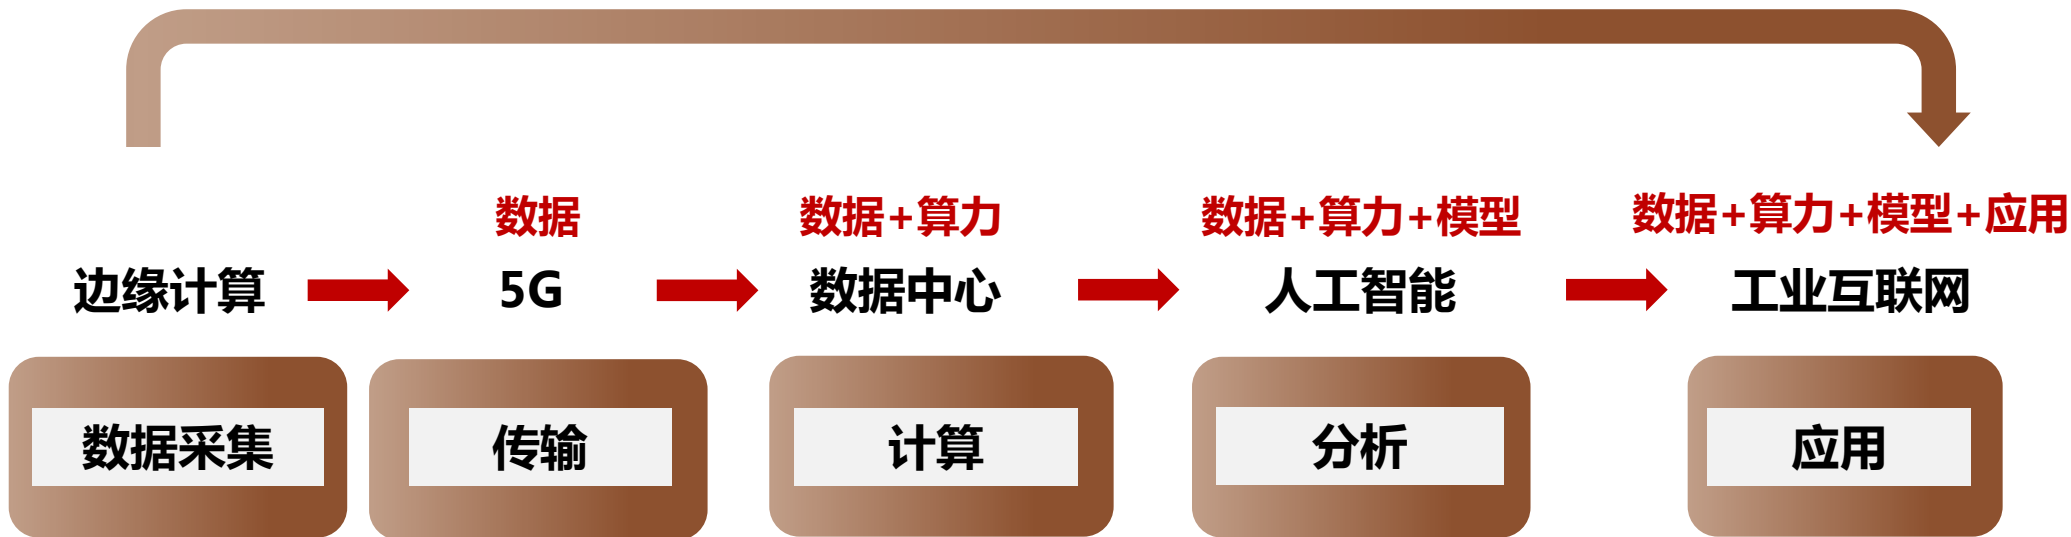 数据
数据+算力
数据+算力+模型
数据+算力+模型+应用
边缘计算
5G
数据中心
人工智能
工业互联网
数据采集
传输
计算
分析
应用